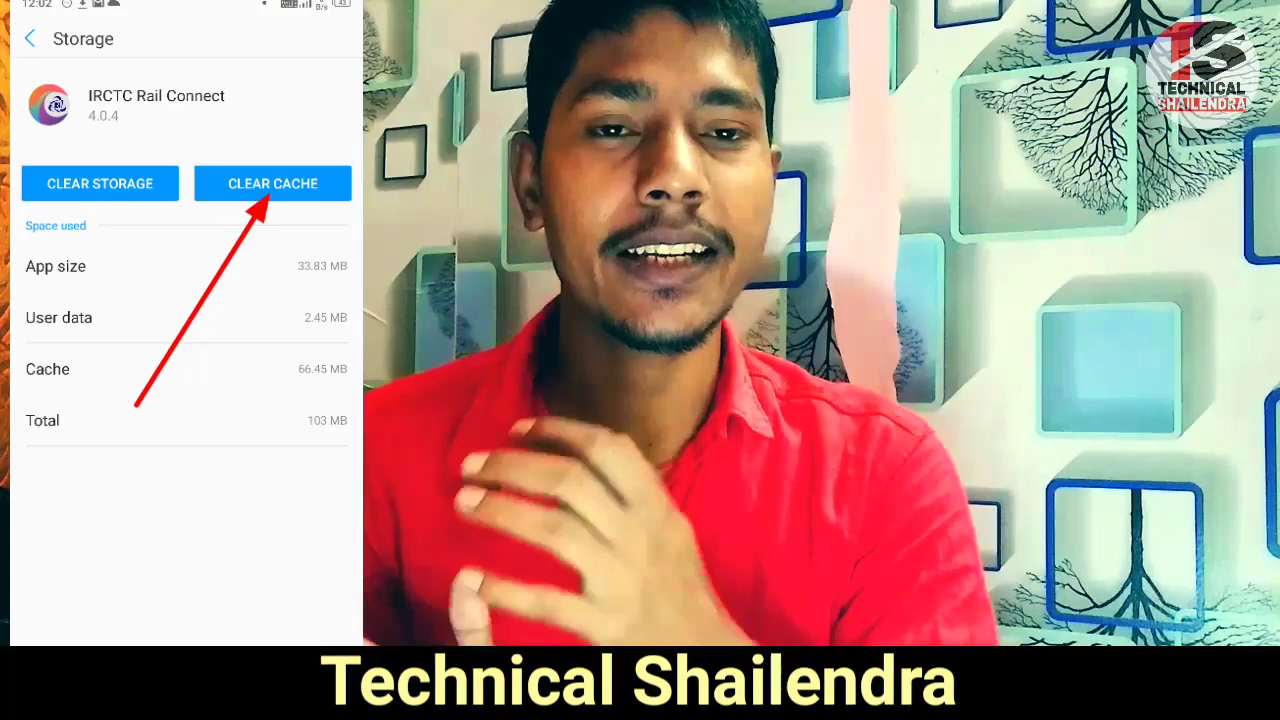 12:02
Storage
IRCTC Rail Connect
4.0.4
CLEAR STORAGE
CLEAR CACHE
Space used
App size
33.83 MB
User data
2.45 MB
Cache
66.45 MB
Total
103 MB
TS
TECHNICAL
SHAILENDRA
Technical Shailendra